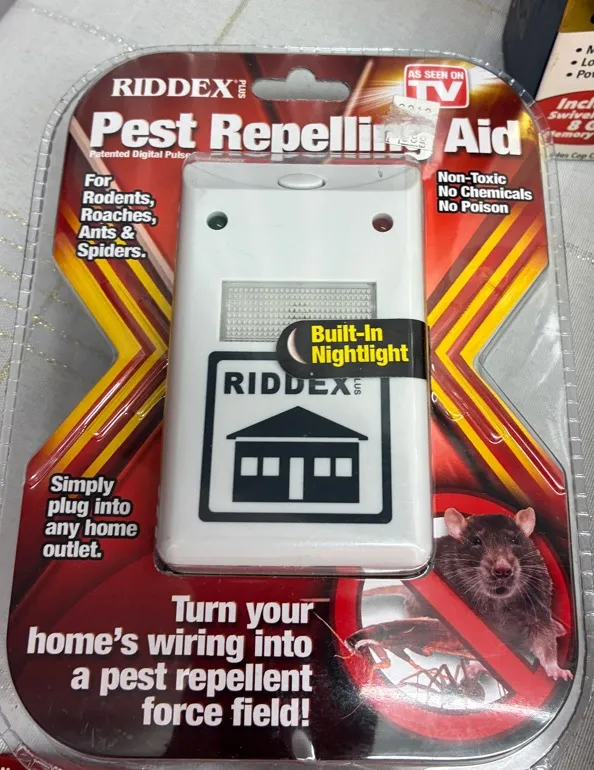 RIDDEX PLUS
AS SEEN ON
TV
Pest Repelling Aid
Patented Digital Pulse
For
Rodents,
Roaches,
Ants &
Spiders.
Non-Toxic
No Chemicals
No Poison
Built-In
Nightlight
RIDDEX PLUS
Simply
plug into
any home
outlet.
Turn your
home's wiring into
a pest repellent
force field!
Incl
Swivel
& C